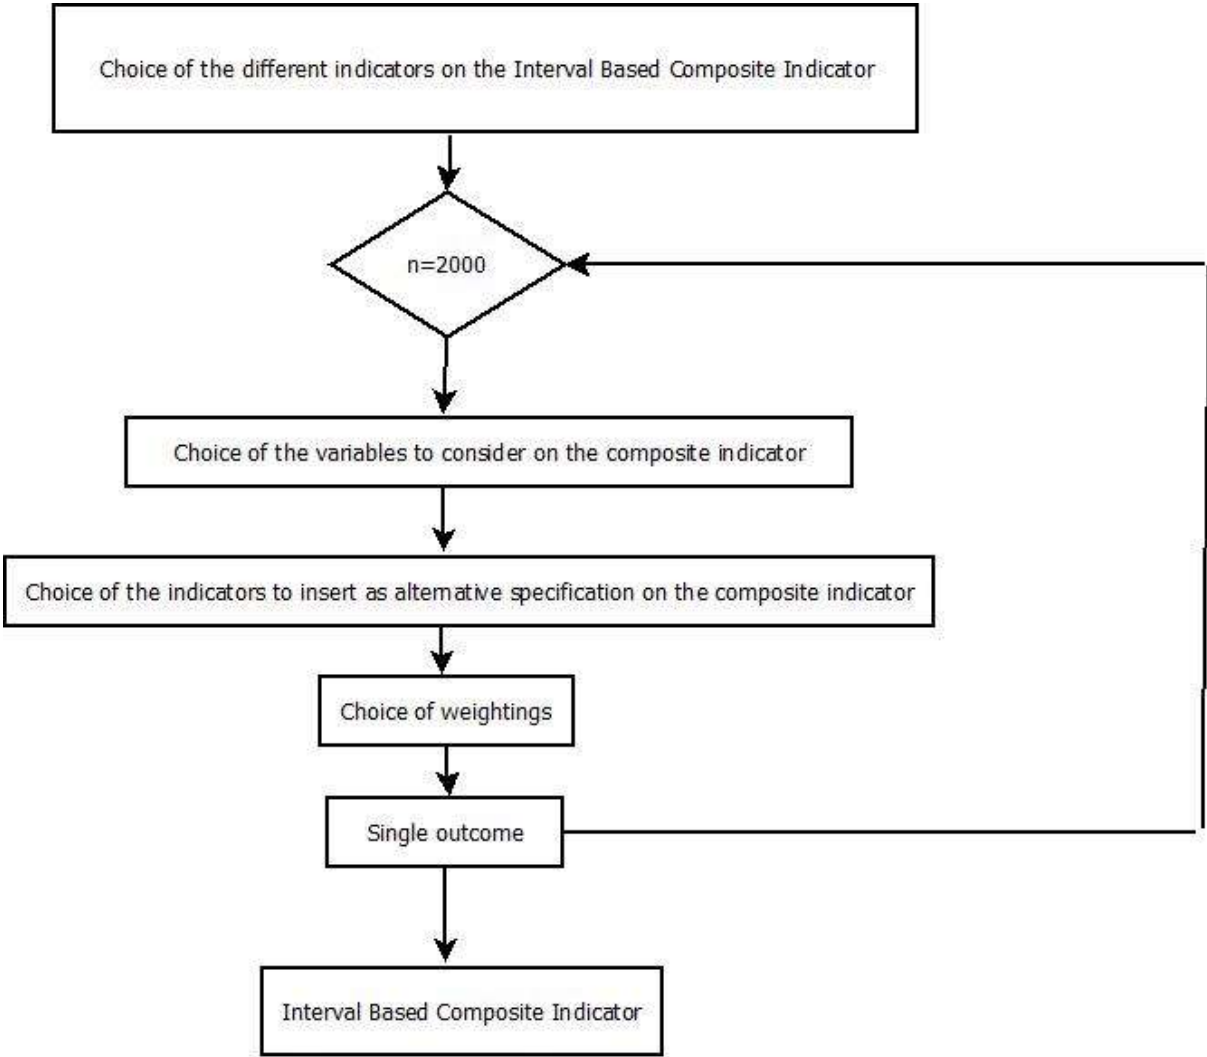 Choice of the different indicators on the Interval Based Composite Indicator
n=2000
Choice of the variables to consider on the composite indicator
Choice of the indicators to insert as alternative specification on the composite indicator
Choice of weightings
Single outcome
Interval Based Composite Indicator